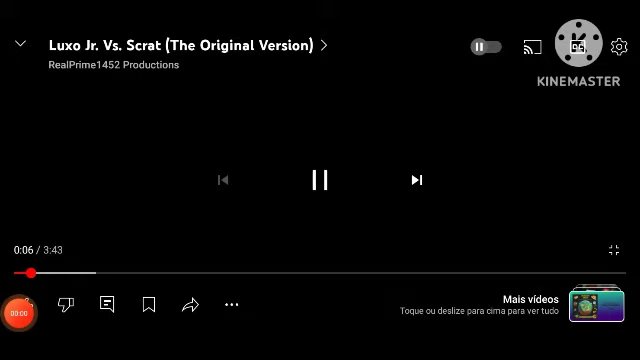 Luxo Jr. Vs. Scrat (The Original Version)
RealPrime1452 Productions
KINEMASTER
0:06 / 3:43
00:00
Mais vídeos
Toque ou deslize para cima para ver tudo